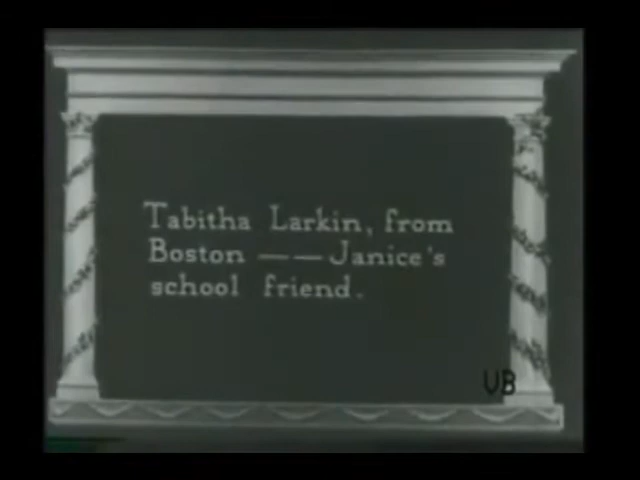 Tabitha Larkin, from
Boston —— Janice's
school friend.
VB